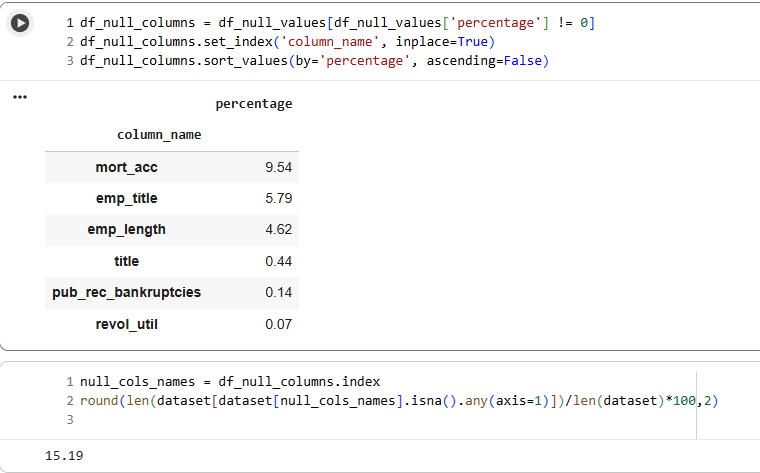 1 df_null_columns = df_null_values[df_null_values['percentage'] != 0]
2 df_null_columns.set_index('column_name', inplace=True)
3 df_null_columns.sort_values(by='percentage', ascending=False)
percentage
column_name
mort_acc 9.54
emp_title 5.79
emp_length 4.62
title 0.44
pub_rec_bankruptcies 0.14
revol_util 0.07
1 null_cols_names = df_null_columns.index
2 round(len(dataset[dataset[null_cols_names].isna().any(axis=1)])/len(dataset)*100,2)
3
15.19